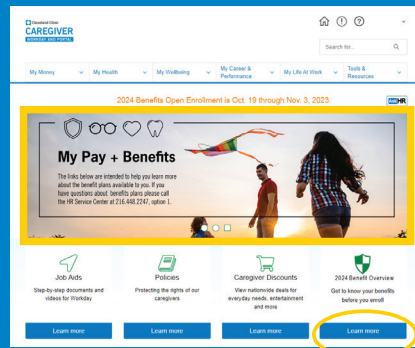 Cleveland Clinic
CAREGIVER
WORKDAY AND PORTAL
Search for...
My Money
My Health
My Wellbeing
My Career &
Performance
My Life At Work
Tools &
Resources
2024 Benefits Open Enrollment is Oct. 19 through Nov. 3, 2023.
HR
My Pay + Benefits
The links below are intended to help you learn more
about the benefit plans available to you. If you
have questions about benefits plans please call
the HR Service Center at 216.448.2247, option 1.
Job Aids
Step-by-step documents and
videos for Workday
Learn more
Policies
Protecting the rights of our
caregivers
Learn more
Caregiver Discounts
View nationwide deals for
everyday needs, entertainment
and more
Learn more
2024 Benefit Overview
Get to know your benefits
before you enroll
Learn more